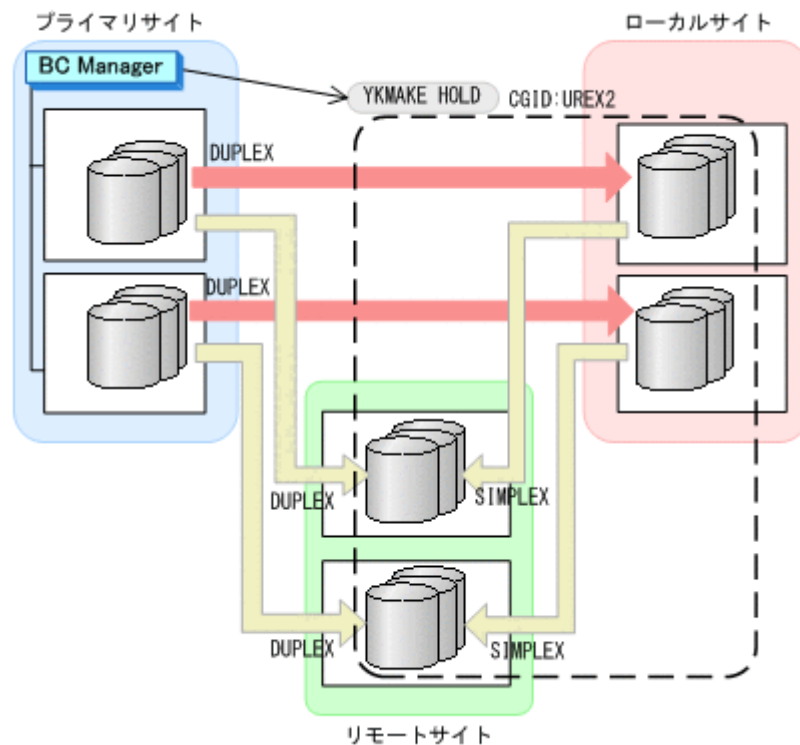 プライマリサイト
ローカルサイト
BC Manager
YKMAKE HOLD
CGID:UREX2
DUPLEX
DUPLEX
DUPLEX
SIMPLEX
DUPLEX
SIMPLEX
リモートサイト